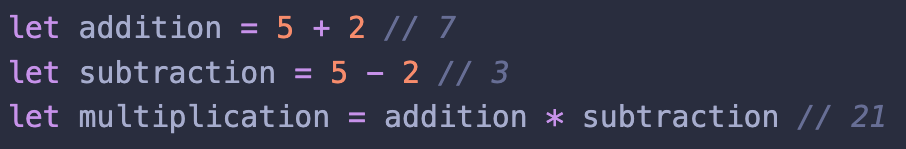 let addition = 5 + 2 // 7
let subtraction = 5 - 2 // 3
let multiplication = addition * subtraction // 21